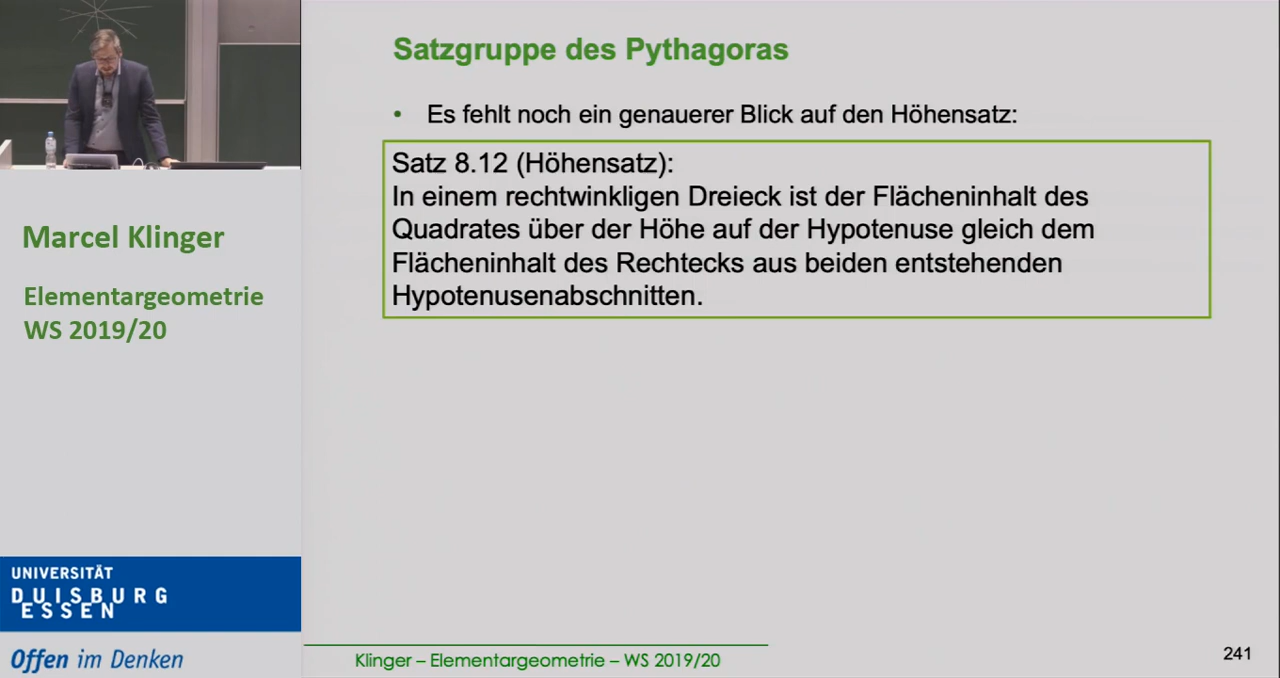 Satzgruppe des Pythagoras
• Es fehlt noch ein genauerer Blick auf den Höhensatz:
Satz 8.12 (Höhensatz):
In einem rechtwinkligen Dreieck ist der Flächeninhalt des
Quadrates über der Höhe auf der Hypotenuse gleich dem
Flächeninhalt des Rechtecks aus beiden entstehenden
Hypotenusenabschnitten.
Marcel Klinger
Elementargeometrie
WS 2019/20
UNIVERSITÄT
DUISBURG
ESSEN
Offen im Denken
Klinger – Elementargeometrie – WS 2019/20
241